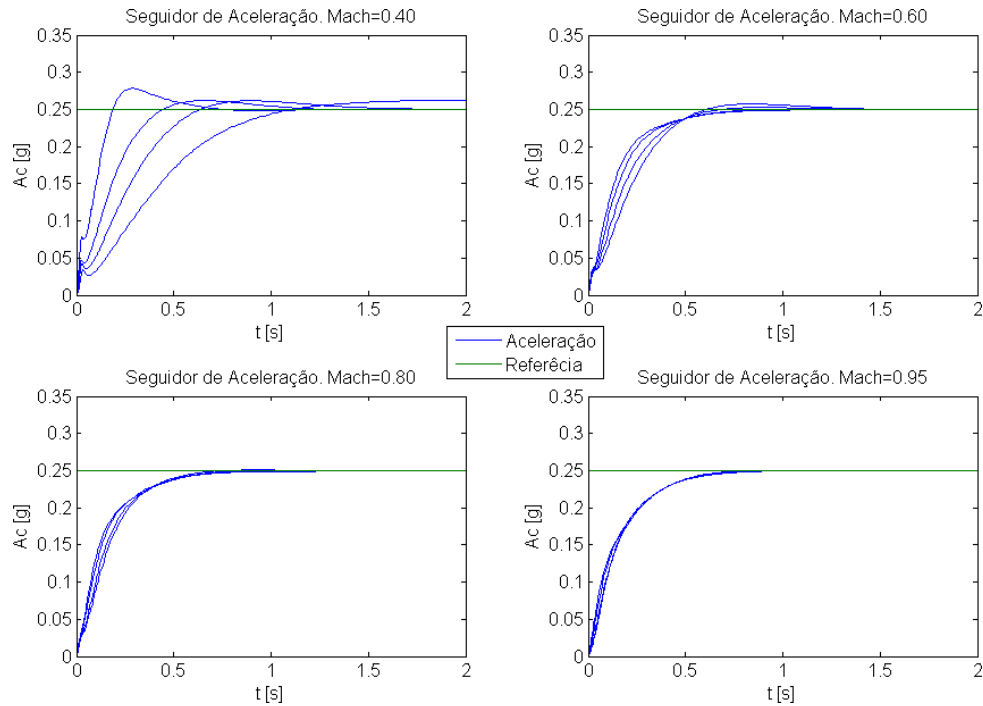 Seguidor de Aceleração. Mach=0.40
0.35
0.3
0.25
0.2
0.15
0.1
0.05
0
Ac [g]
0 0.5 1 1.5 2
t [s]
Seguidor de Aceleração. Mach=0.60
0.35
0.3
0.25
0.2
0.15
0.1
0.05
0
Ac [g]
0 0.5 1 1.5 2
t [s]
Aceleração
Referêcia
Seguidor de Aceleração. Mach=0.80
0.35
0.3
0.25
0.2
0.15
0.1
0.05
0
Ac [g]
0 0.5 1 1.5 2
t [s]
Seguidor de Aceleração. Mach=0.95
0.35
0.3
0.25
0.2
0.15
0.1
0.05
0
Ac [g]
0 0.5 1 1.5 2
t [s]